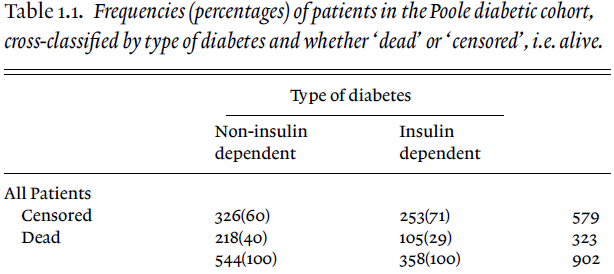 Table 1.1. Frequencies (percentages) of patients in the Poole diabetic cohort,
cross-classified by type of diabetes and whether ‘dead’ or ‘censored’, i.e. alive.
Type of diabetes
Non-insulin Insulin
dependent dependent
All Patients
Censored 326(60) 253(71) 579
Dead 218(40) 105(29) 323
544(100) 358(100) 902